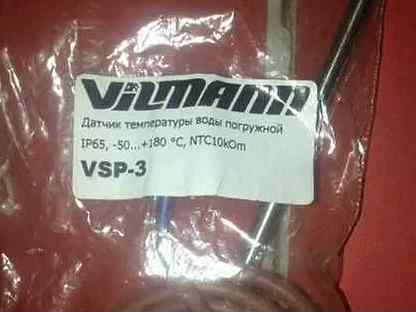 VILMANN
Датчик температуры воды погружной
IP65, -50...+180 °C, NTC10kOm
VSP-3